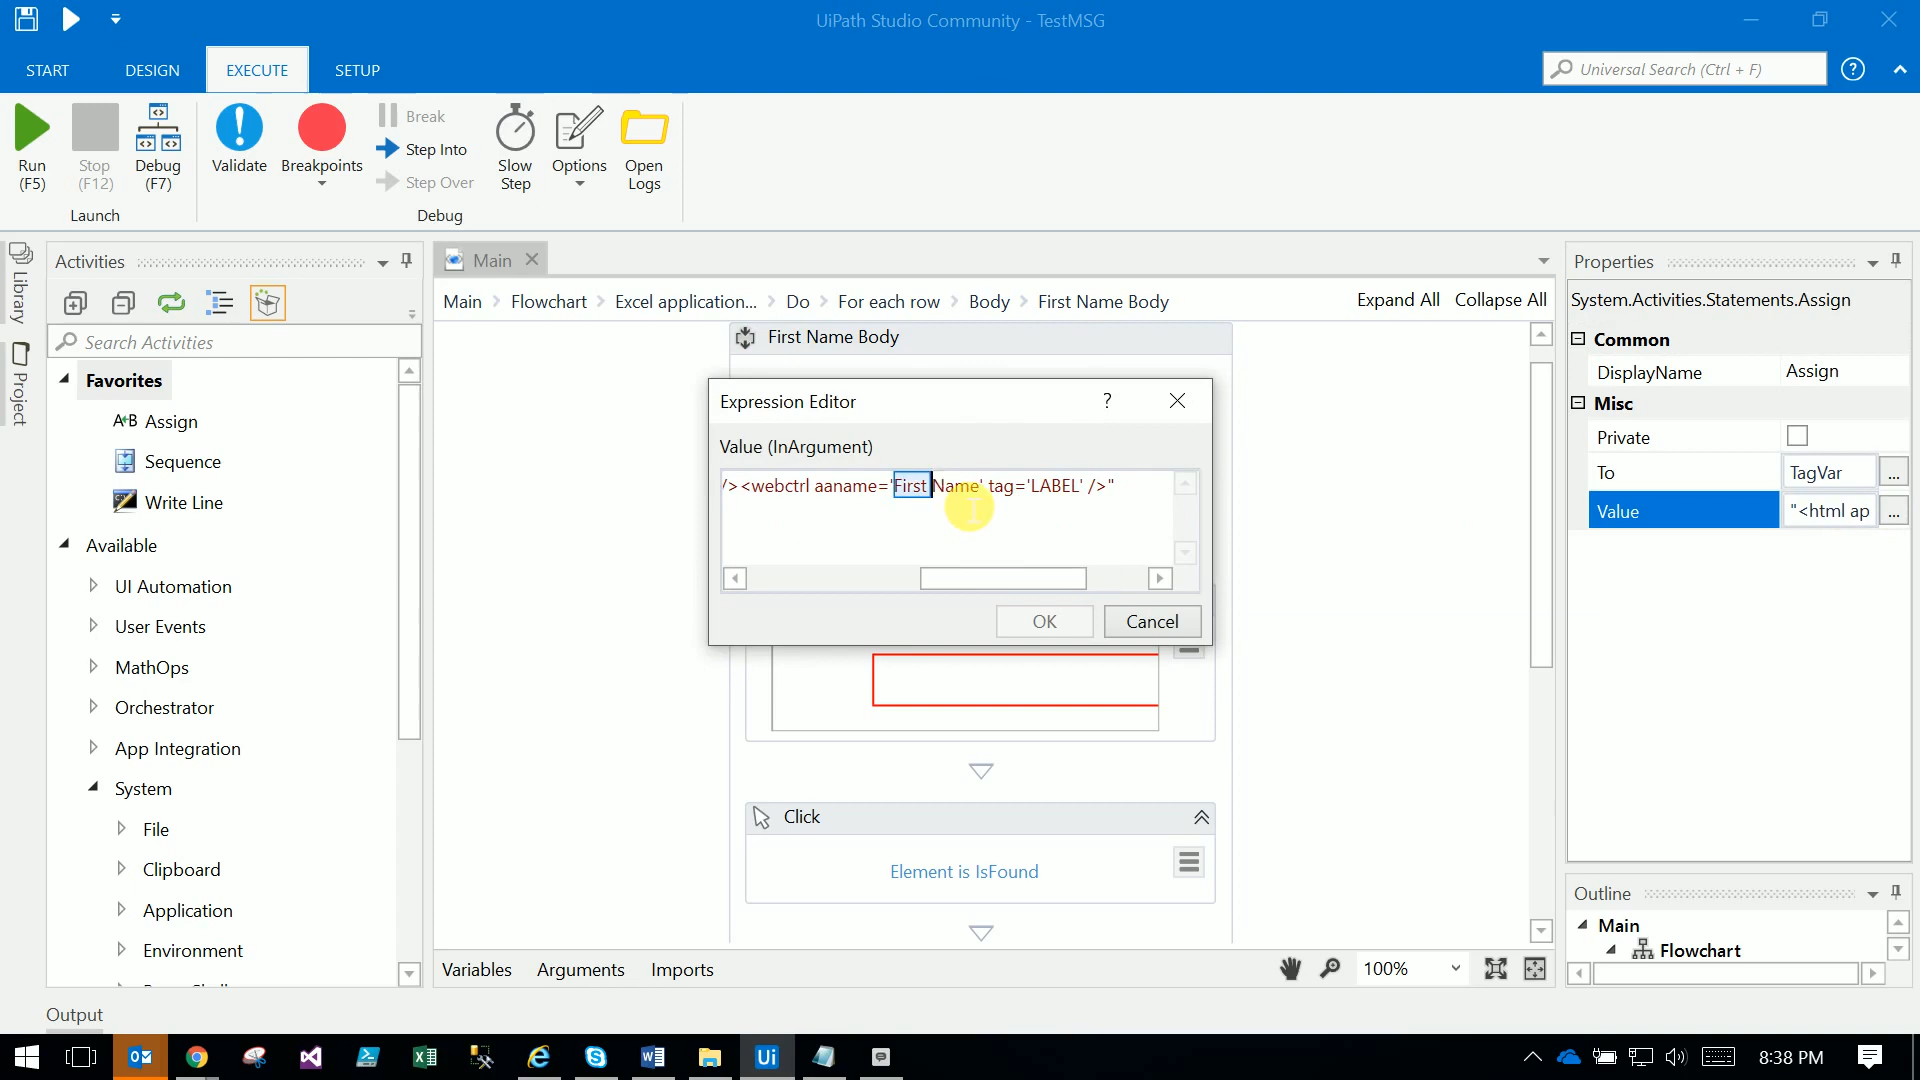 UiPath Studio Community - TestMSG
START
DESIGN
EXECUTE
SETUP
Universal Search (Ctrl + F)
Run
(F5)
Stop
(F12)
Debug
(F7)
Launch
Validate
Breakpoints
Break
Step Into
Step Over
Slow
Step
Options
Open
Logs
Debug
Library
Project
Activities
Search Activities
Favorites
A+B Assign
Sequence
Write Line
Available
UI Automation
User Events
MathOps
Orchestrator
App Integration
System
File
Clipboard
Application
Environment
Main
Main > Flowchart > Excel application... > Do > For each row > Body > First Name Body
Expand All Collapse All
First Name Body
Expression Editor
?
Value (InArgument)
/><webctrl aaname='First Name' tag='LABEL' />"
OK
Cancel
Click
Element is IsFound
Variables
Arguments
Imports
100%
Properties
System.Activities.Statements.Assign
Common
DisplayName Assign
Misc
Private
To TagVar ...
Value "<html ap ...
Outline
Main
Flowchart
Output
Ui
8:38 PM